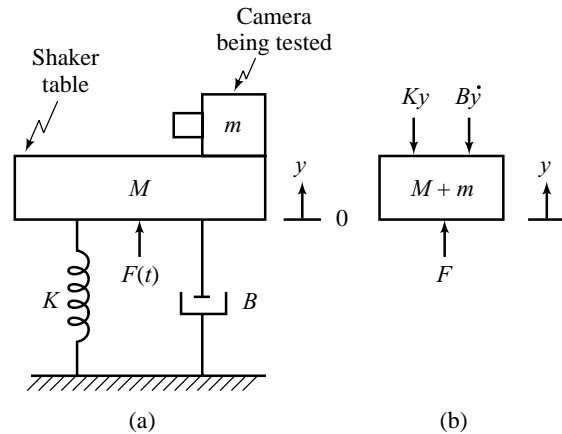 Camera
being tested
Shaker
table
m
M
y
0
F(t)
K
B
(a)
Ky
Bẏ
M + m
y
F
(b)